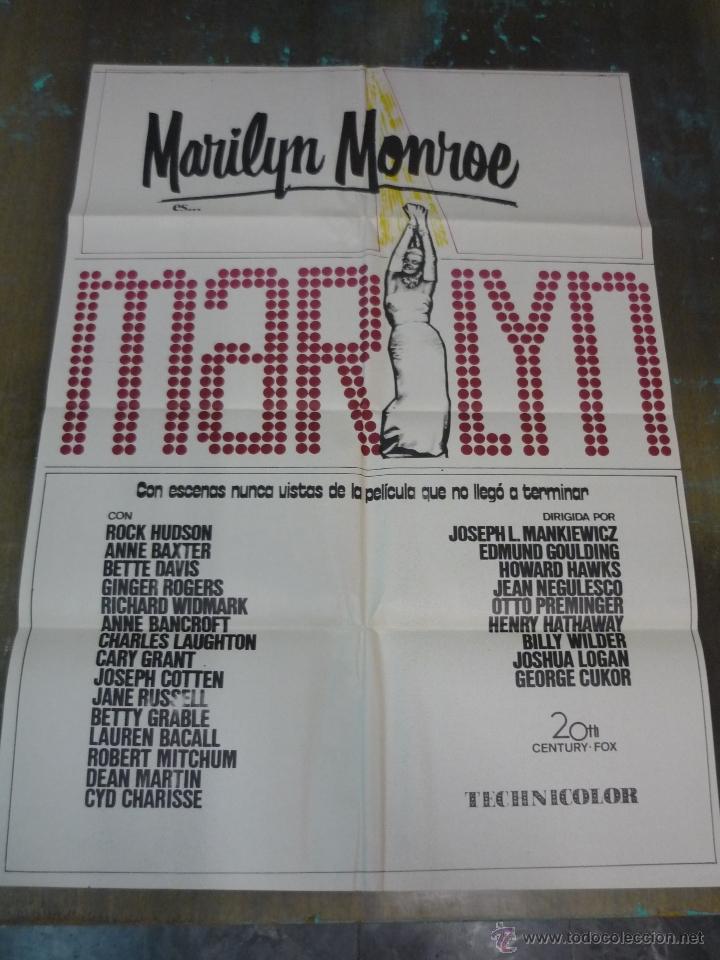 Marilyn Monroe
es...
MARILYN
Con escenas nunca vistas de la película que no llegó a terminar
CON
ROCK HUDSON
ANNE BAXTER
BETTE DAVIS
GINGER ROGERS
RICHARD WIDMARK
ANNE BANCROFT
CHARLES LAUGHTON
CARY GRANT
JOSEPH COTTEN
JANE RUSSELL
BETTY GRABLE
LAUREN BACALL
ROBERT MITCHUM
DEAN MARTIN
CYD CHARISSE
DIRIGIDA POR
JOSEPH L. MANKIEWICZ
EDMUND GOULDING
HOWARD HAWKS
JEAN NEGULESCO
OTTO PREMINGER
HENRY HATHAWAY
BILLY WILDER
JOSHUA LOGAN
GEORGE CUKOR
20th
CENTURY·FOX
TECHNICOLOR
© www.todocoleccion.net